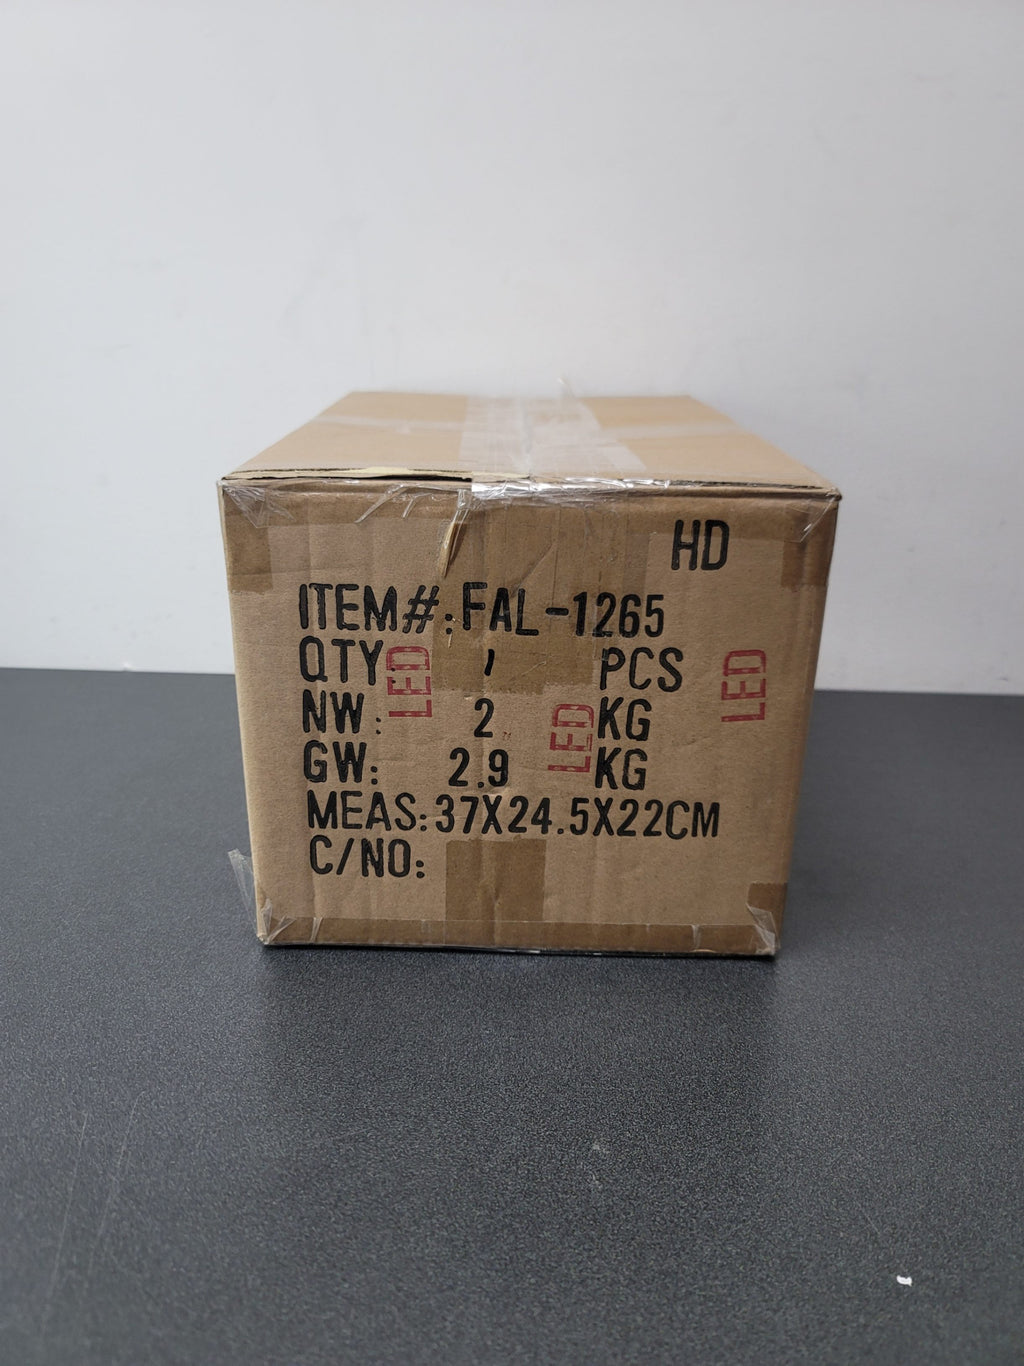 HD
ITEM#:FAL-1265
QTY 1 PCS
NW: 2 KG
GW: 2.9 KG
MEAS:37X24.5X22CM
C/NO:
LED
LED
LED